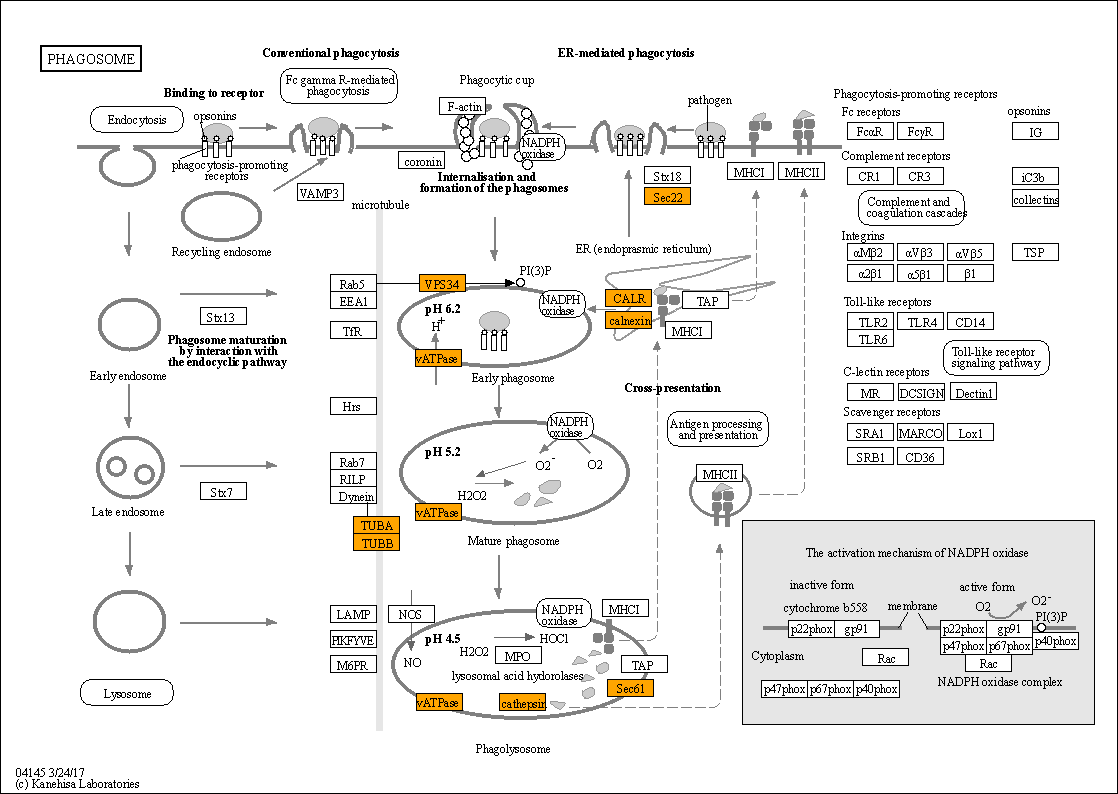 PHAGOSOME
Conventional phagocytosis
ER-mediated phagocytosis
Fc gamma R-mediated
phagocytosis
Phagocytic cup
Binding to receptor
F-actin
pathogen
Endocytosis
opsonins
NADPH
oxidase
coronin
phagocytosis-promoting
receptors
Internalisation and
formation of the phagosomes
Stx18
Sec22
MHCI
MHCII
VAMP3
microtubule
Recycling endosome
ER (endoprasmic reticulum)
Phagocytosis-promoting receptors
Fc receptors
opsonins
FcαR
FcγR
IG
Complement receptors
CR1
CR3
iC3b
Complement and
coagulation cascades
collectins
Integrins
αMβ2
αVβ3
αVβ5
TSP
α2β1
α5β1
β1
Toll-like receptors
TLR2
TLR4
CD14
TLR6
Toll-like receptor
signaling pathway
C-lectin receptors
MR
DCSIGN
Dectin1
Scavenger receptors
SRA1
MARCO
Lox1
SRB1
CD36
Rab5
EEA1
VPS34
PI(3)P
NADPH
oxidase
CALR
calnexin
TAP
MHCI
Stx13
TfR
pH 6.2
H+
vATPase
Phagosome maturation
by interaction with
the endocyclic pathway
Early endosome
Early phagosome
Cross-presentation
Hrs
NADPH
oxidase
Antigen processing
and presentation
pH 5.2
O2-
O2
H2O2
vATPase
MHCII
Rab7
RILP
Dynein
Stx7
TUBA
TUBB
Late endosome
Mature phagosome
LAMP
NOS
NADPH
oxidase
MHCI
PIKFYVE
pH 4.5
HOCl
H2O2
MPO
M6PR
NO
TAP
lysosomal acid hydorolases
Sec61
vATPase
cathepsin
Lysosome
Phagolysosome
The activation mechanism of NADPH oxidase
inactive form
active form
cytochrome b558
membrane
O2
O2-
PI(3)P
p22phox
gp91
p22phox
gp91
p47phox
p67phox
p40phox
Cytoplasm
Rac
Rac
p47phox
p67phox
p40phox
NADPH oxidase complex
04145 3/24/17
(c) Kanehisa Laboratories